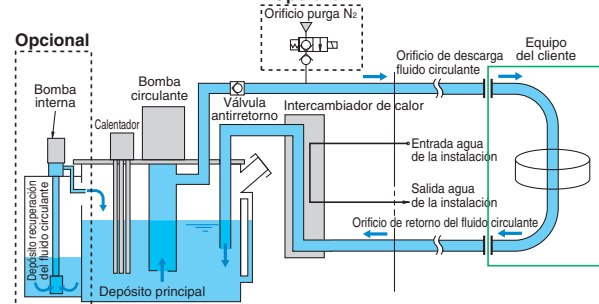 Orificio purga N₂
Opcional
Bomba
interna
Calentador
Bomba
circulante
Válvula
antirretorno
Intercambiador de calor
Orificio de descarga
fluido circulante
Equipo
del cliente
Entrada agua
de la instalación
Salida agua
de la instalación
Orificio de retorno del fluido circulante
Depósito recuperación
del fluido circulante
Depósito principal